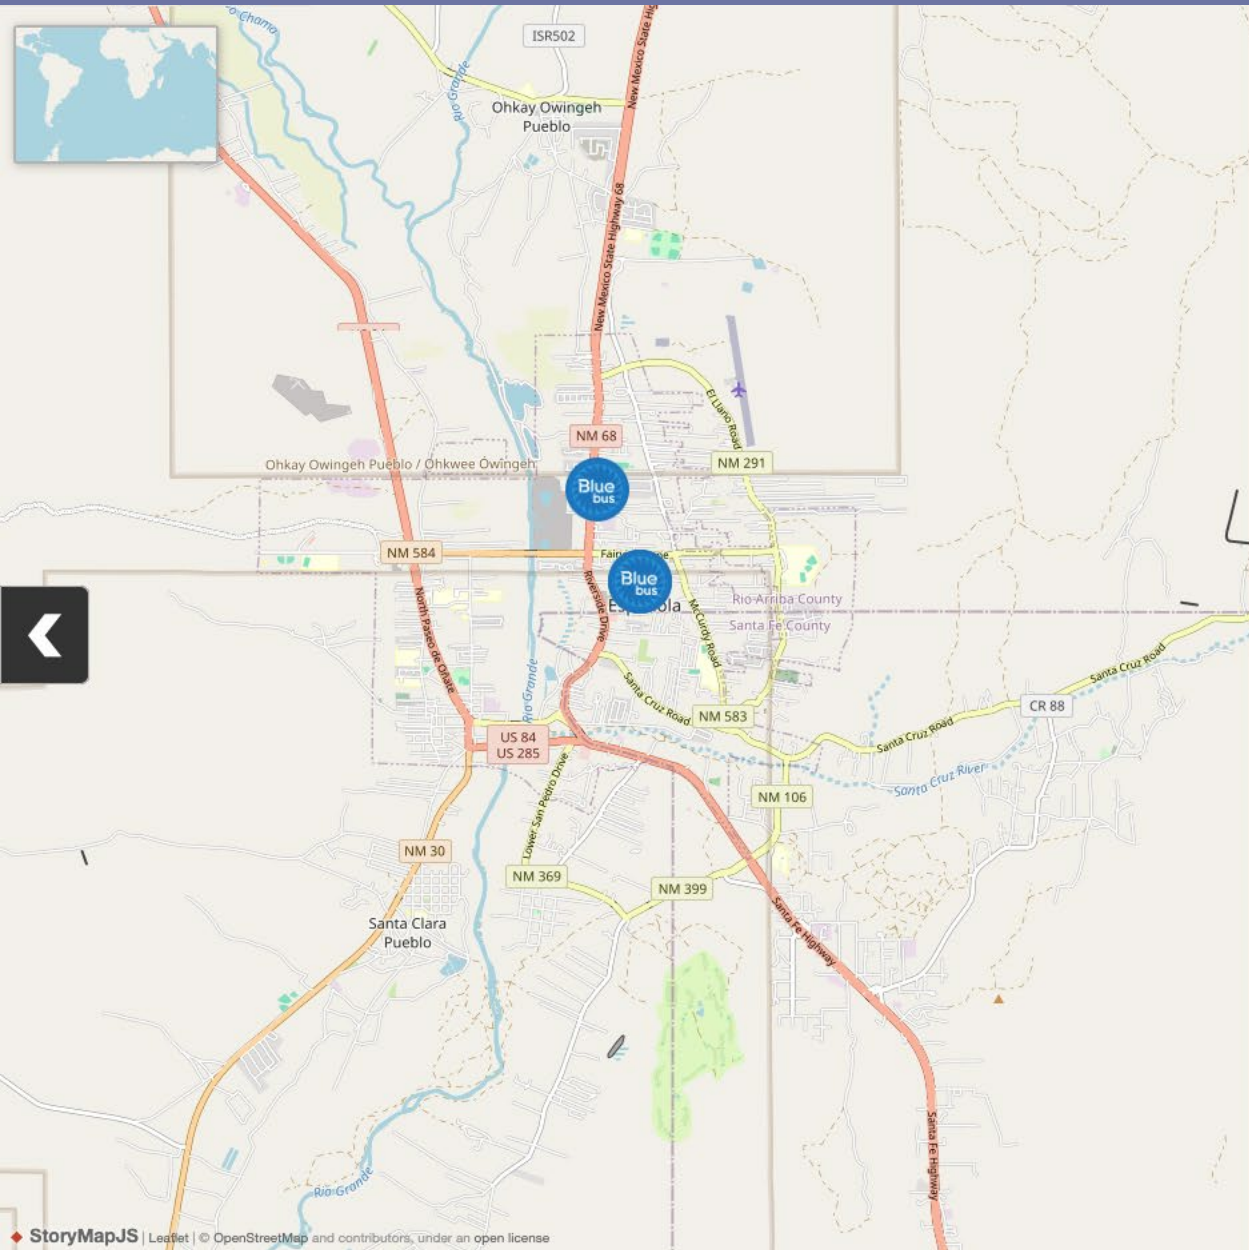 o Chama
ISR502
New Mexico State Hig
Rio Grande
Ohkay Owingeh
Pueblo
New Mexico State Highway 68
El Llano Road
NM 68
NM 291
Ohkay Owingeh Pueblo / Ohkwee Ówîngeh
Blue
bus
NM 584
Blue
bus
Riverside Drive
Rio Arriba County
Santa Fe County
North Paseo de Oñate
McCurdy Road
Santa Cruz Road
Rio Grande
Santa Cruz Road
CR 88
NM 583
Santa Cruz Road
US 84
US 285
Santa Cruz River
NM 106
Lower San Pedro Drive
NM 30
NM 369
NM 399
Santa Clara
Pueblo
Santa Fe Highway
Santa Fe Highway
Rio Grande
StoryMapJS | Leaflet | © OpenStreetMap and contributors, under an open license